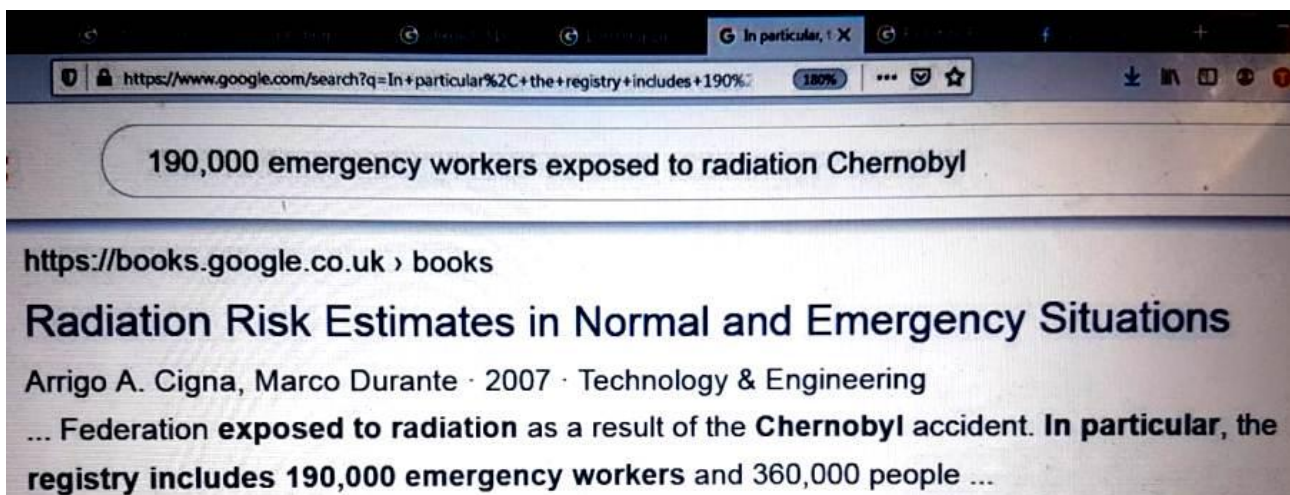 In particular, t
https://www.google.com/search?q=In+particular%2C+the+registry+includes+190%2 180%
190,000 emergency workers exposed to radiation Chernobyl
https://books.google.co.uk › books
Radiation Risk Estimates in Normal and Emergency Situations
Arrigo A. Cigna, Marco Durante · 2007 · Technology & Engineering
... Federation exposed to radiation as a result of the Chernobyl accident. In particular, the
registry includes 190,000 emergency workers and 360,000 people ...